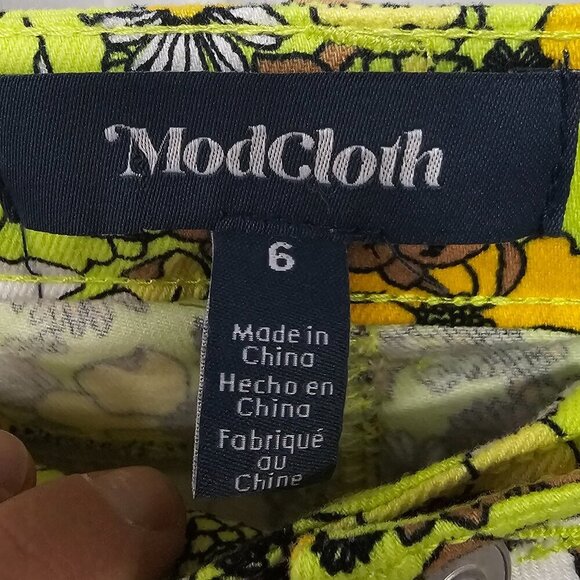 ModCloth
6
Made in
China
Hecho en
China
Fabriqué
au
Chine